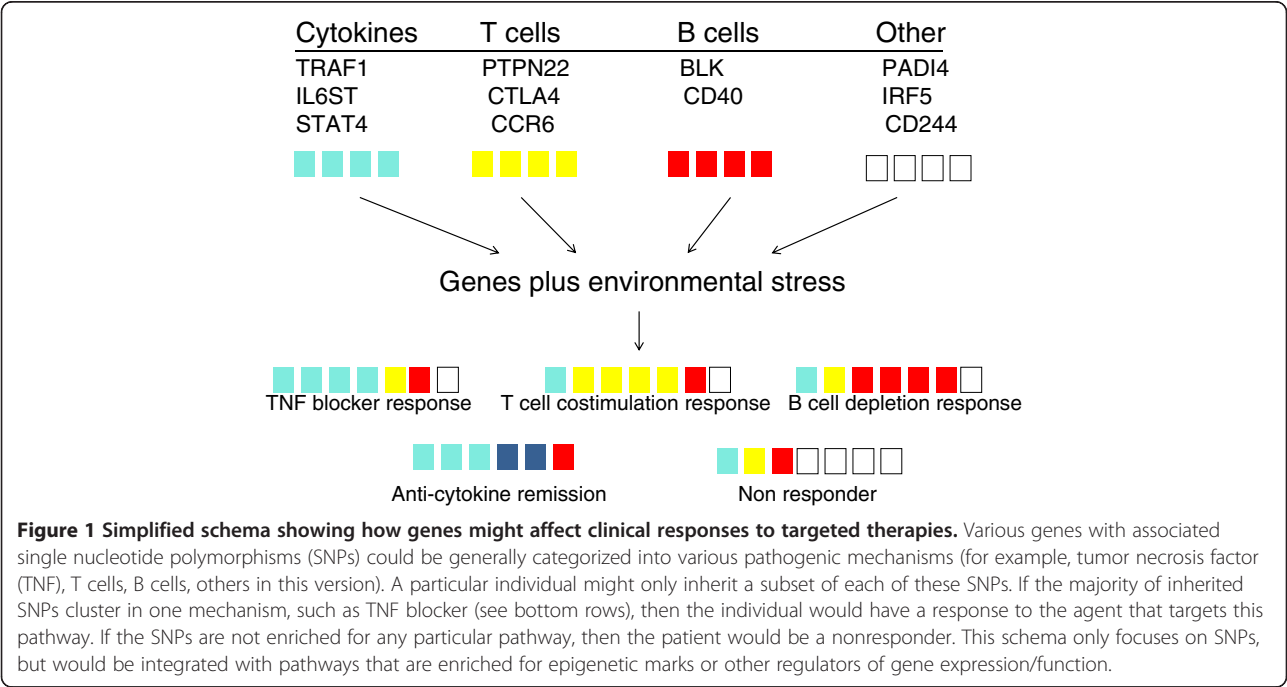 Cytokines T cells B cells Other
TRAF1 PTPN22 BLK PADI4
IL6ST CTLA4 CD40 IRF5
STAT4 CCR6 CD244
Genes plus environmental stress
TNF blocker response T cell costimulation response B cell depletion response
Anti-cytokine remission Non responder
Figure 1 Simplified schema showing how genes might affect clinical responses to targeted therapies. Various genes with associated
single nucleotide polymorphisms (SNPs) could be generally categorized into various pathogenic mechanisms (for example, tumor necrosis factor
(TNF), T cells, B cells, others in this version). A particular individual might only inherit a subset of each of these SNPs. If the majority of inherited
SNPs cluster in one mechanism, such as TNF blocker (see bottom rows), then the individual would have a response to the agent that targets this
pathway. If the SNPs are not enriched for any particular pathway, then the patient would be a nonresponder. This schema only focuses on SNPs,
but would be integrated with pathways that are enriched for epigenetic marks or other regulators of gene expression/function.